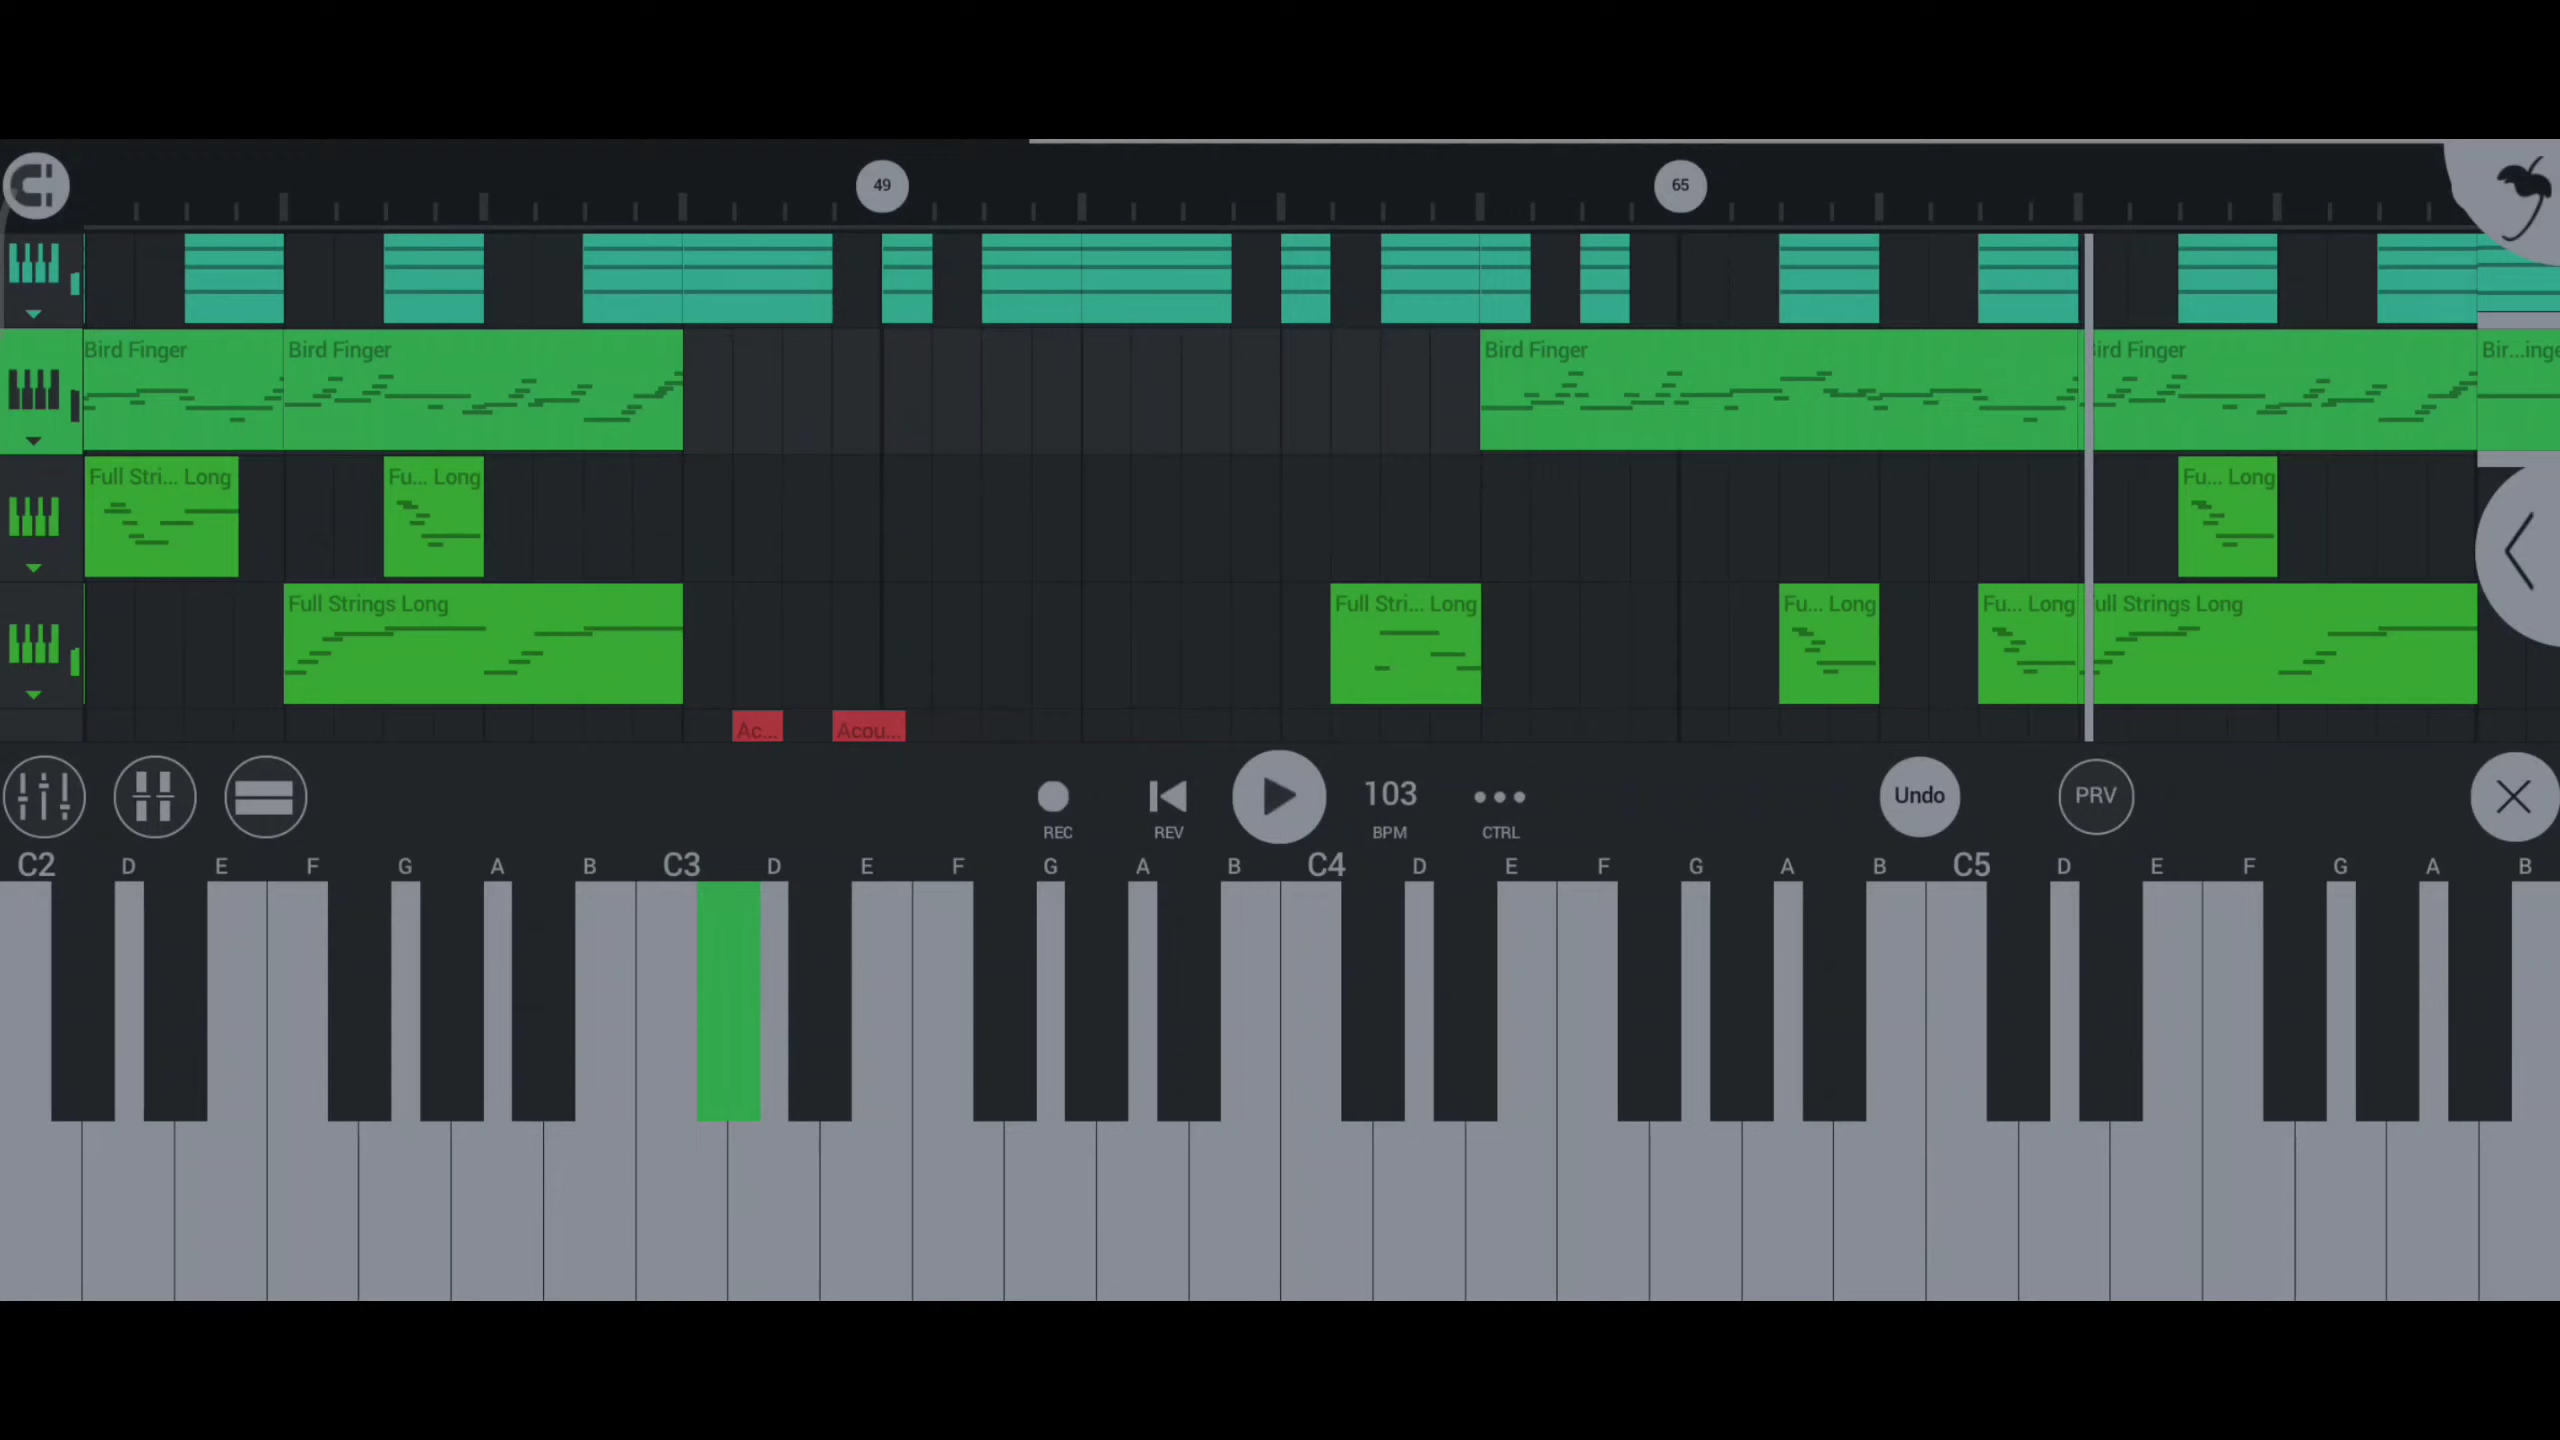 49 65
Bird Finger Bird Finger Bird Finger Bird Finger Bir...inge
Full Stri... Long Fu... Long Fu... Long
Full Strings Long Full Stri... Long Fu... Long Fu... Long ull Strings Long
Ac... Acou...
103 Undo PRV
REC REV BPM CTRL
C2 D E F G A B C3 D E F G A B C4 D E F G A B C5 D E F G A B